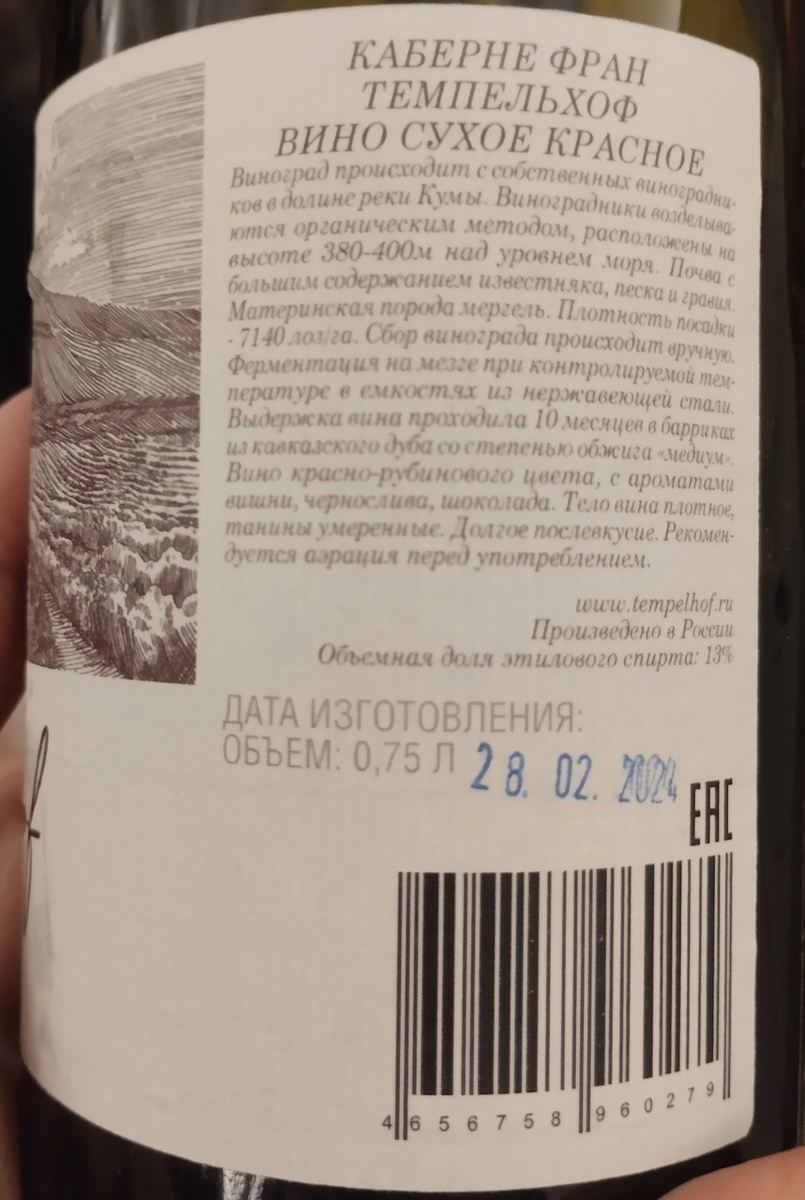 КАБЕРНЕ ФРАН
ТЕМПЕЛЬХОФ
ВИНО СУХОЕ КРАСНОЕ
Виноград происходит с собственных виноградни-
ков в долине реки Кумы. Виноградники возделыва-
ются органическим методом, расположены на
высоте 380-400м над уровнем моря. Почва с
большим содержанием известняка, песка и гравия.
Материнская порода мергель. Плотность посадки
- 7140 лоз/га. Сбор винограда происходит вручную.
Ферментация на мезге при контролируемой тем-
пературе в емкостях из нержавеющей стали.
Выдержка вина проходила 10 месяцев в барриках
из кавказского дуба со степенью обжига «медиум».
Вино красно-рубинового цвета, с ароматами
вишни, чернослива, шоколада. Тело вина плотное,
танины умеренные. Долгое послевкусие. Рекомен-
дуется аэрация перед употреблением.
www.tempelhof.ru
Произведено в России
Объемная доля этилового спирта: 13%
ДАТА ИЗГОТОВЛЕНИЯ:
ОБЪЕМ: 0,75 Л 28. 02. 2024
EAC
4 656758 960279